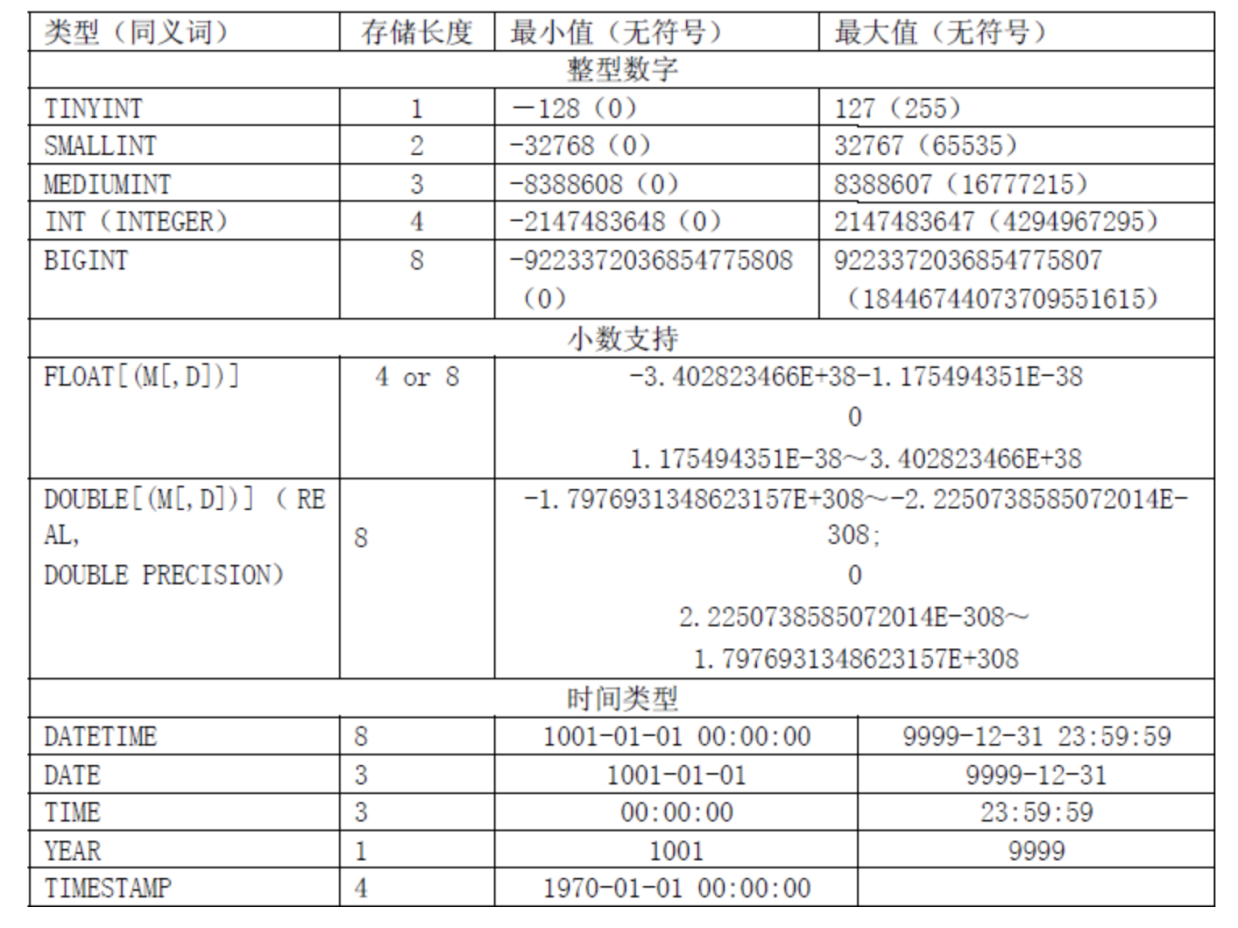 类型（同义词） 存储长度 最小值（无符号） 最大值（无符号）
整型数字
TINYINT 1 －128（0） 127（255）
SMALLINT 2 -32768（0） 32767（65535）
MEDIUMINT 3 -8388608（0） 8388607（16777215）
INT（INTEGER） 4 -2147483648（0） 2147483647（4294967295）
BIGINT 8 -9223372036854775808 9223372036854775807
（0） （18446744073709551615）
小数支持
FLOAT[(M[,D])] 4 or 8 -3.402823466E+38-1.175494351E-38
0
1.175494351E-38～3.402823466E+38
DOUBLE[(M[,D])]（RE -1.7976931348623157E+308～-2.2250738585072014E-
AL, 8 308;
DOUBLE PRECISION） 0
2.2250738585072014E-308～
1.7976931348623157E+308
时间类型
DATETIME 8 1001-01-01 00:00:00 9999-12-31 23:59:59
DATE 3 1001-01-01 9999-12-31
TIME 3 00:00:00 23:59:59
YEAR 1 1001 9999
TIMESTAMP 4 1970-01-01 00:00:00